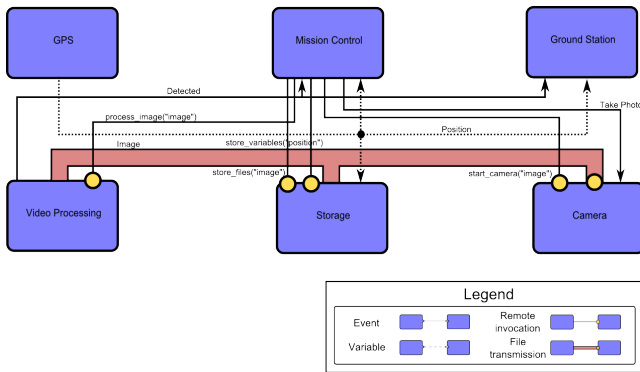 GPS
Mission Control
Ground Station
Detected
Take Photo
process_image("image")
Position
Image
store_variables("position")
store_files("image")
start_camera("image")
Video Processing
Storage
Camera
Legend
Event
Remote
invocation
Variable
File
transmission